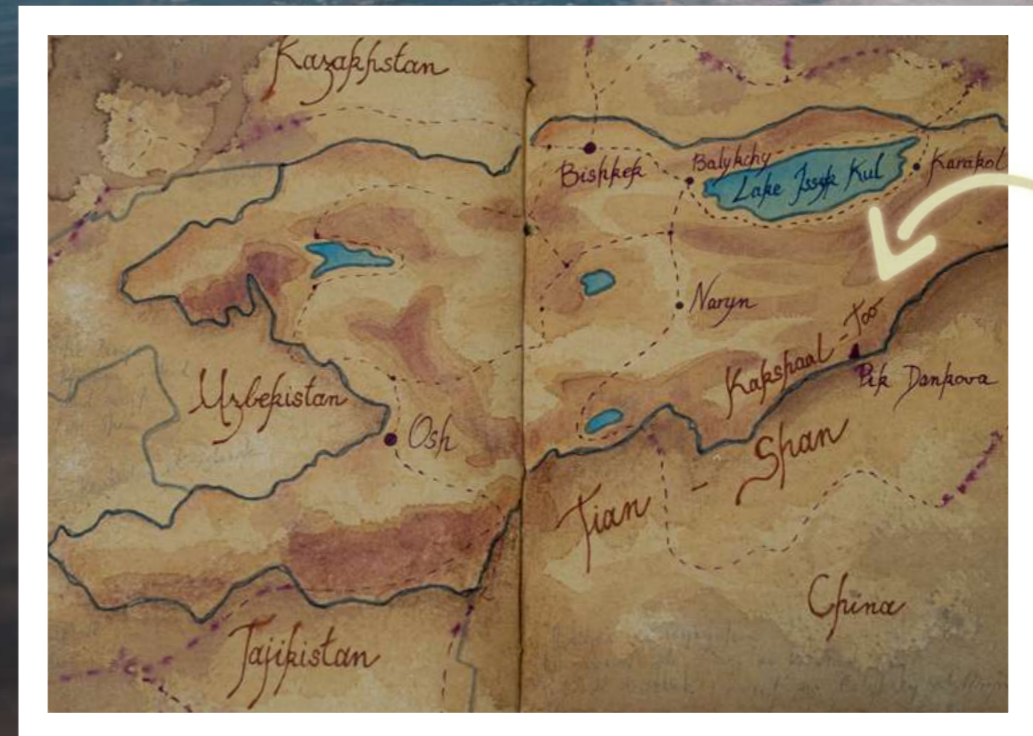 Kazakhstan
Bishkek
Balykchy
Lake Issyk Kul
Karakol
Naryn
Kakshaal - Too
Pik Dankova
Uzbekistan
Osh
Tian - Shan
China
Tajikistan